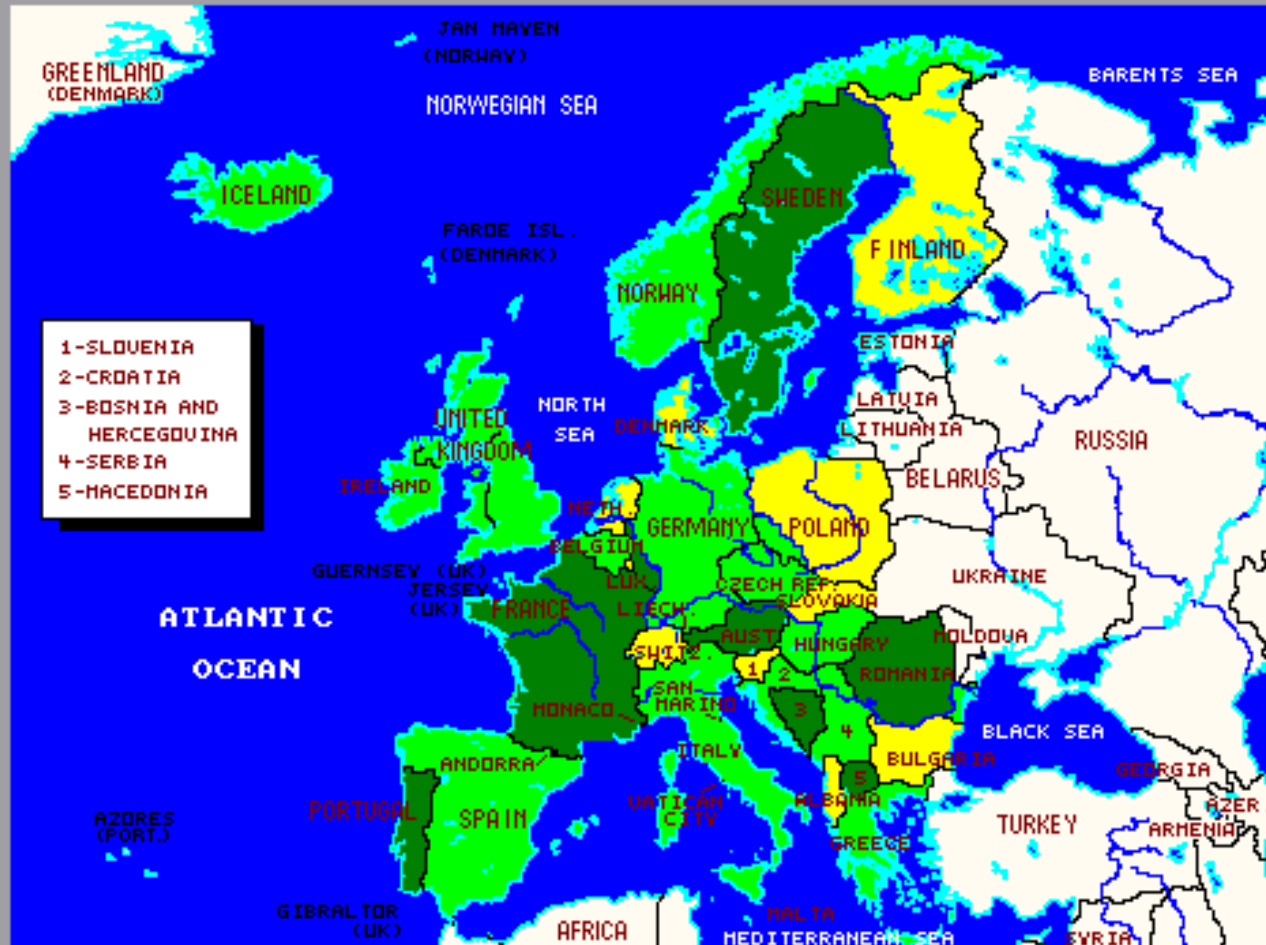 JAN MAYEN
(NORWAY)
GREENLAND
(DENMARK)
BARENTS SEA
NORWEGIAN SEA
ICELAND
SWEDEN
FAROE ISL.
(DENMARK)
FINLAND
NORWAY
1-SLOVENIA
2-CROATIA
3-BOSNIA AND
HERCEGOVINA
4-SERBIA
5-MACEDONIA
ESTONIA
LATVIA
LITHUANIA
NORTH
SEA
DENMARK
UNITED
KINGDOM
RUSSIA
BELARUS
IRELAND
NETH.
GERMANY
POLAND
BELGIUM
GUERNSEY (UK)
JERSEY
(UK)
LUX.
CZECH REP.
UKRAINE
SLOVAKIA
FRANCE
LIECH.
ATLANTIC
OCEAN
AUST
HUNGARY
MOLDOVA
SWITZ.
1
2
ROMANIA
SAN
MARINO
MONACO
3
4
BLACK SEA
ITALY
ANDORRA
BULGARIA
GEORGIA
5
ALBANIA
VATICAN
CITY
PORTUGAL
SPAIN
AZORES
(PORT.)
TURKEY
AZER
ARMENIA
GREECE
GIBRALTOR
(UK)
MALTA
AFRICA
MEDITERRANEAN SEA
SYRIA